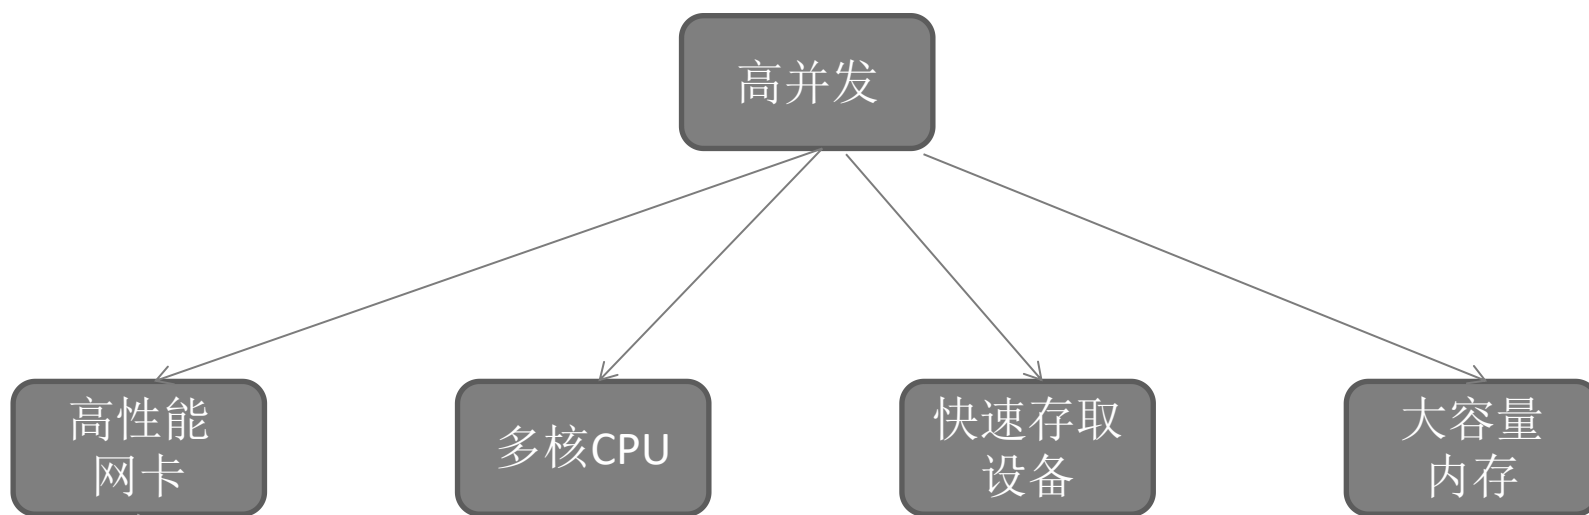 高并发
高性能
网卡
多核CPU
快速存取
设备
大容量
内存